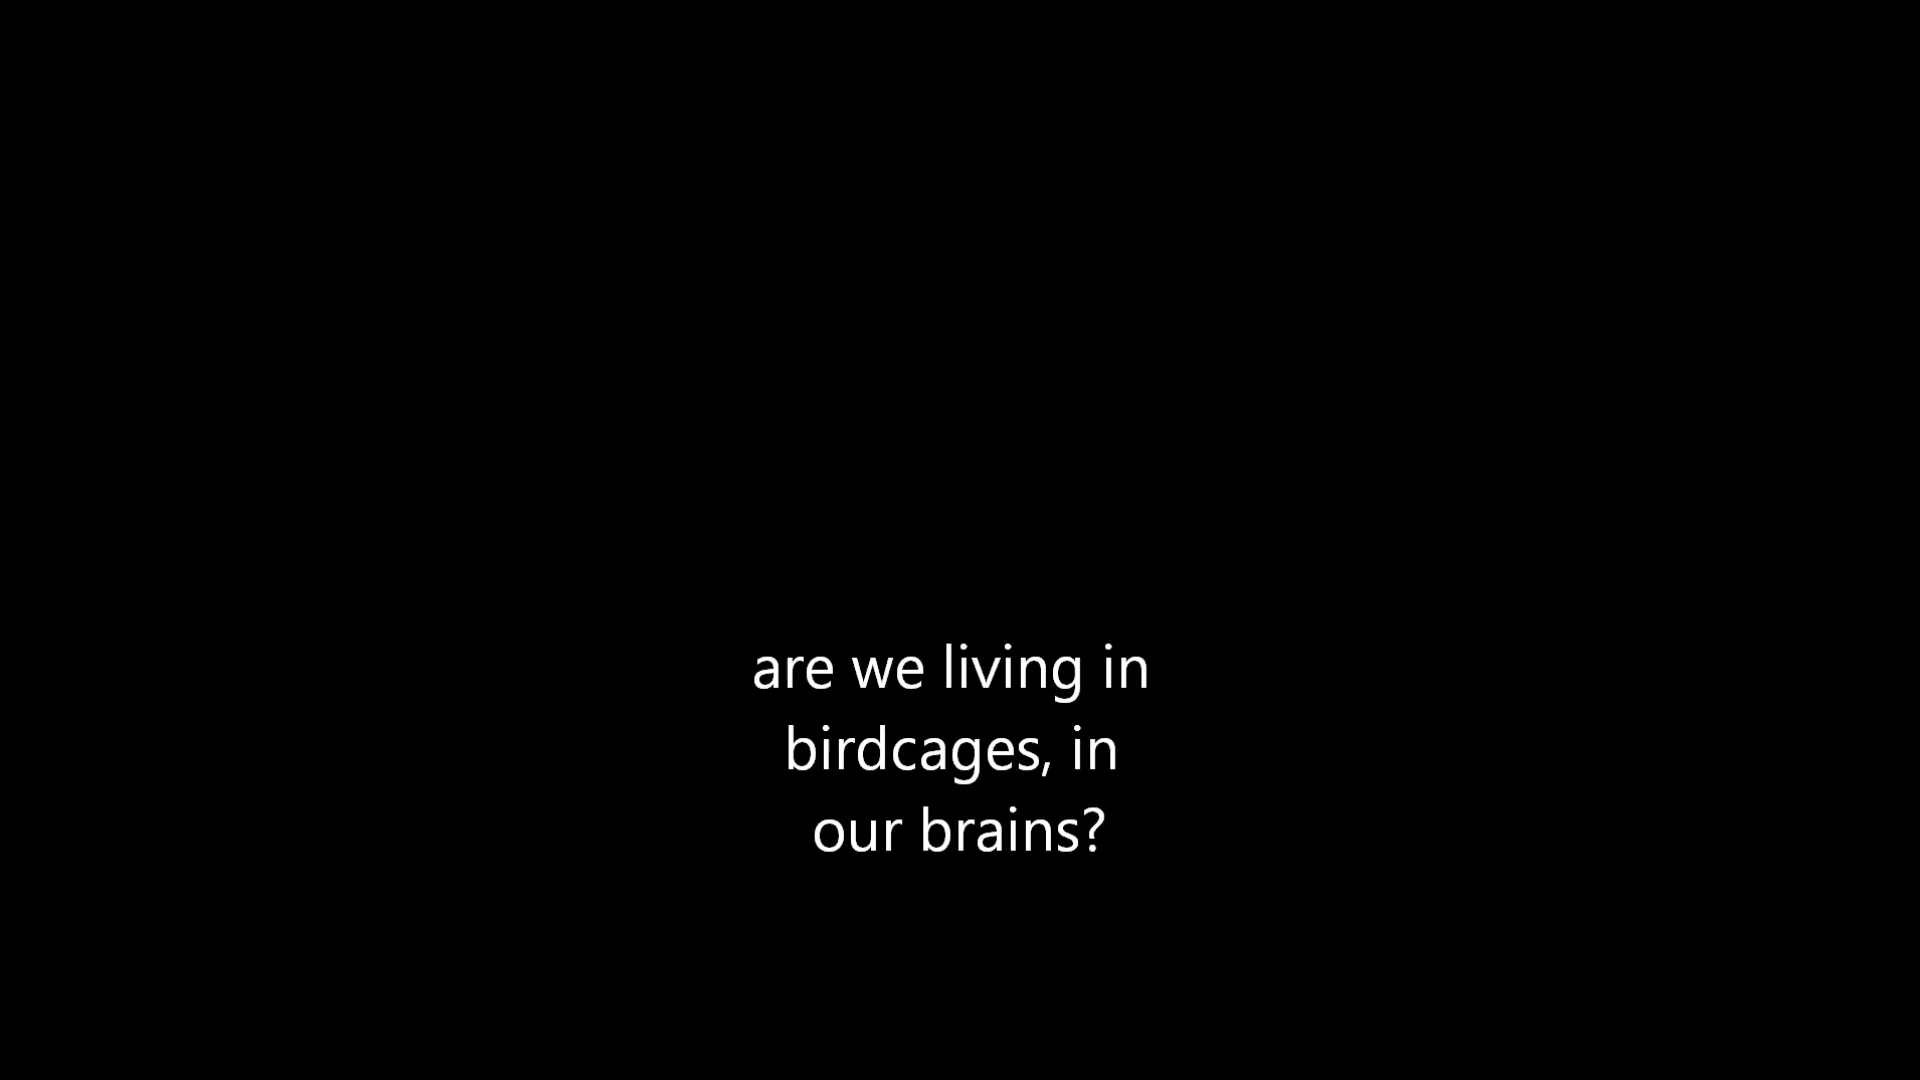 are we living in
birdcages, in
our brains?